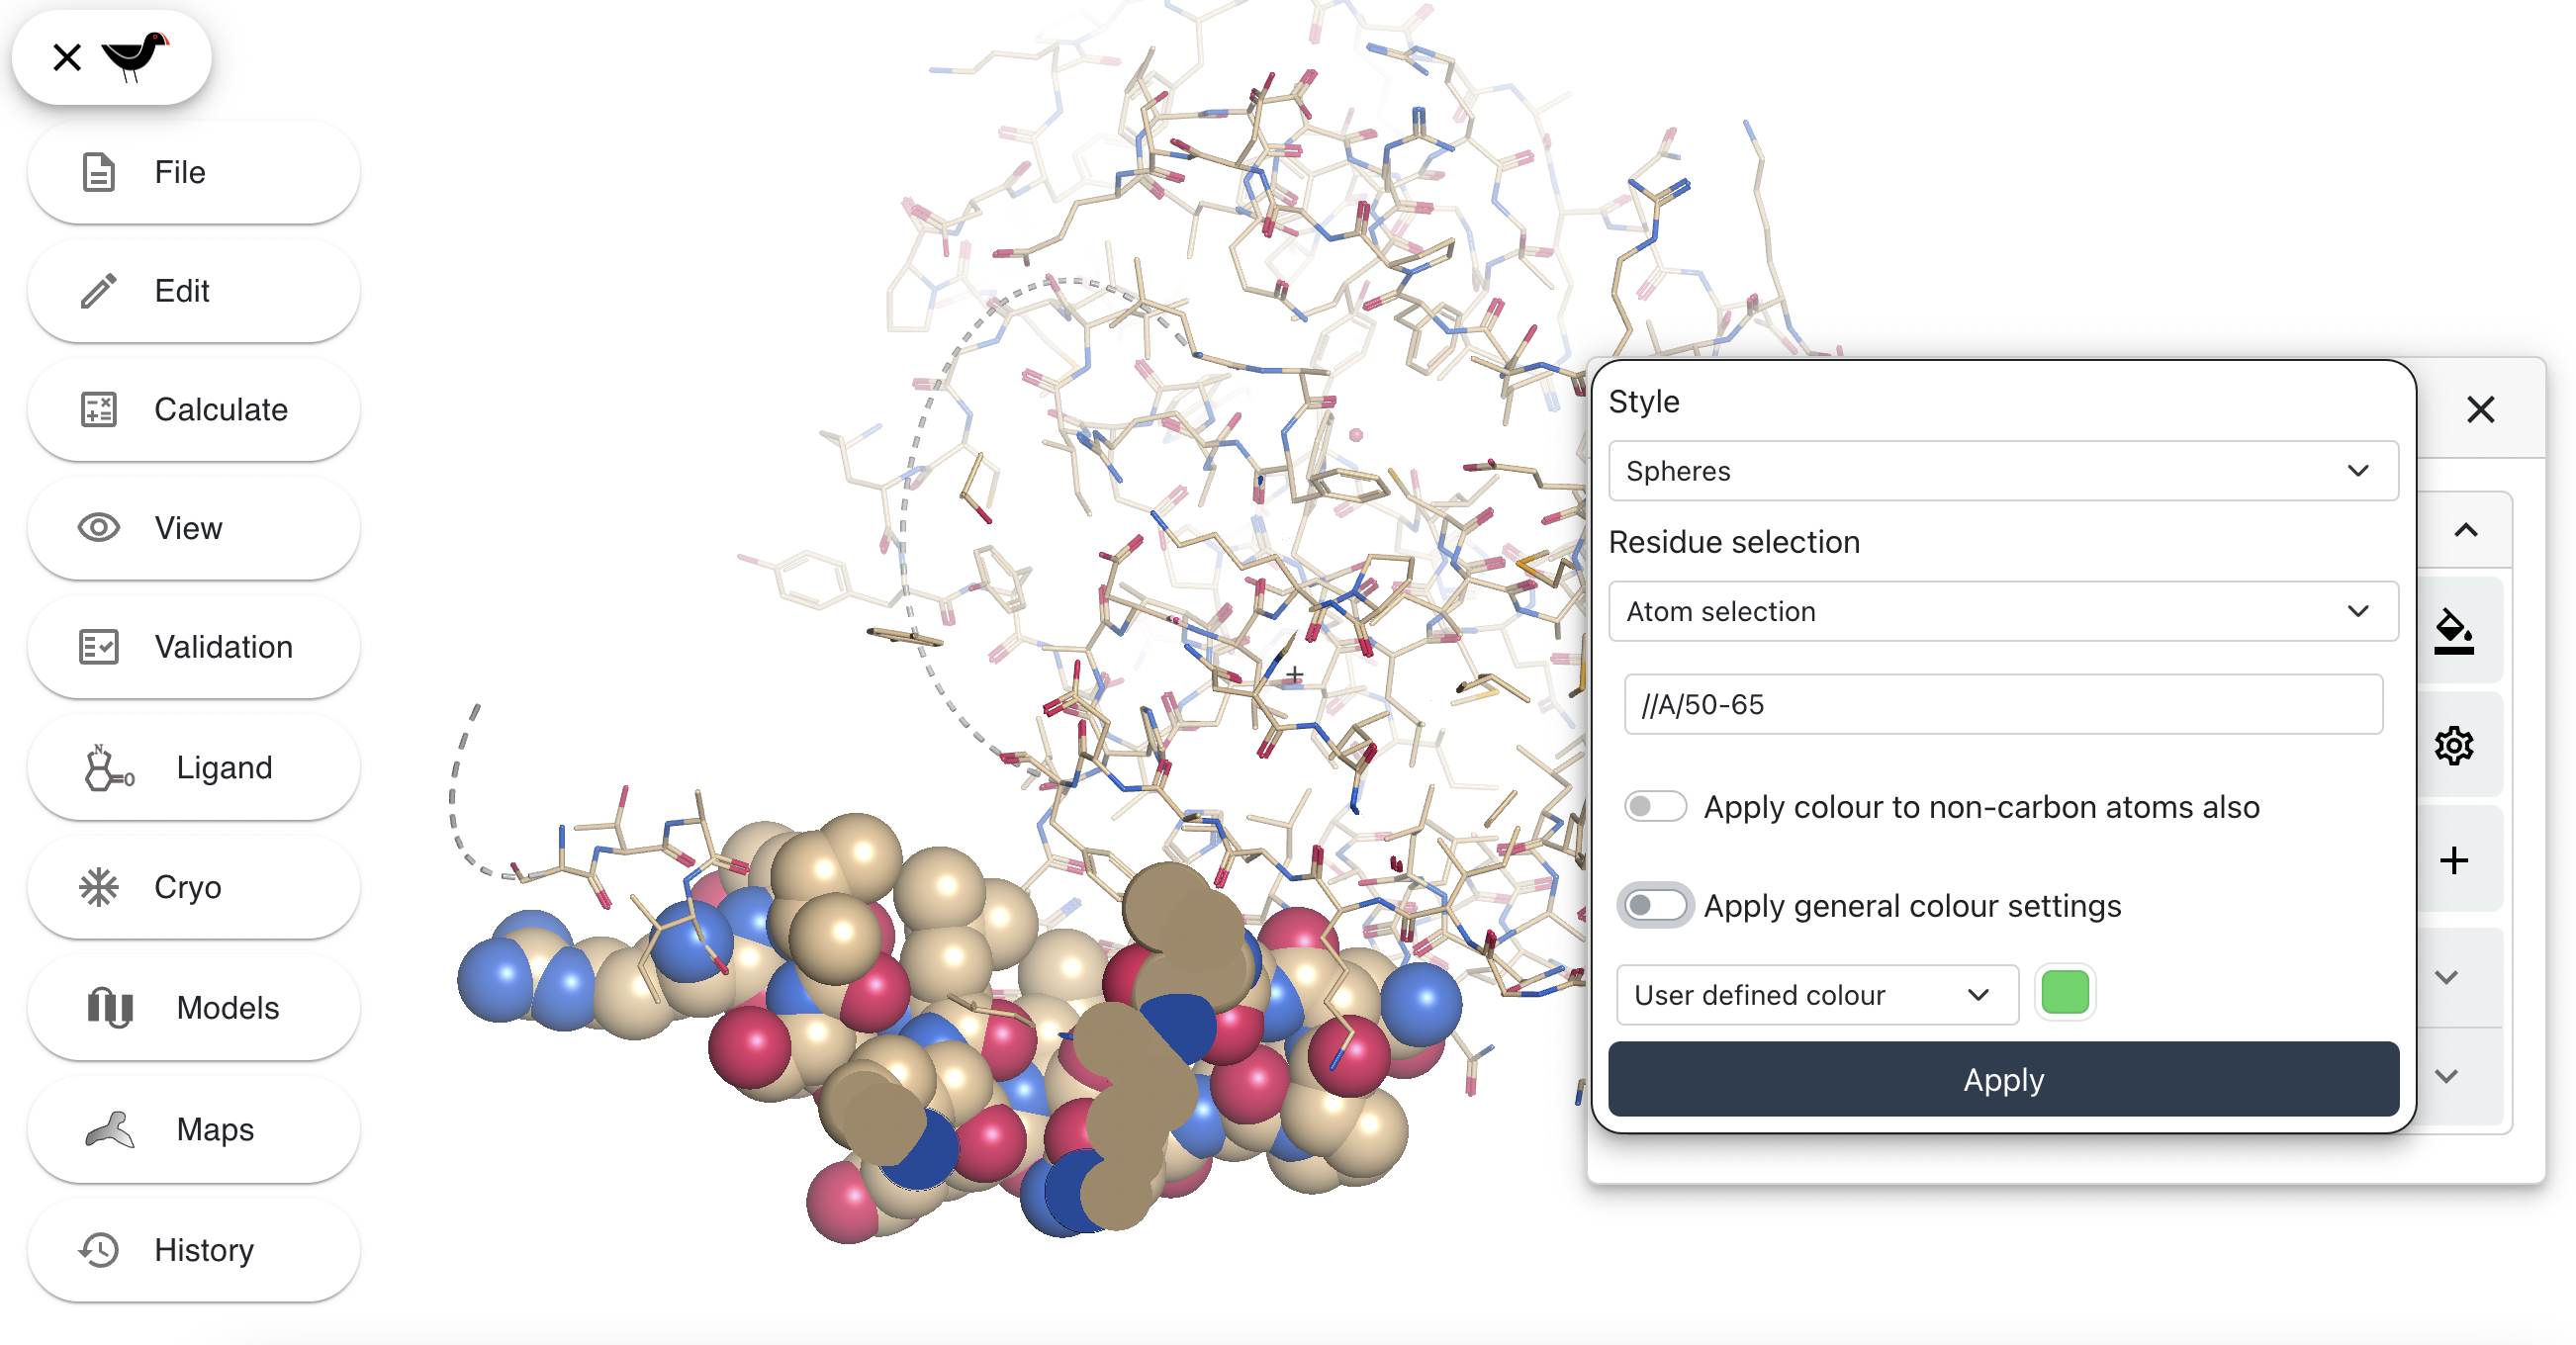 File
Edit
Calculate
View
Validation
N
O
Ligand
Cryo
Models
Maps
History
Style
Spheres
Residue selection
Atom selection
//A/50-65
Apply colour to non-carbon atoms also
Apply general colour settings
User defined colour
Apply